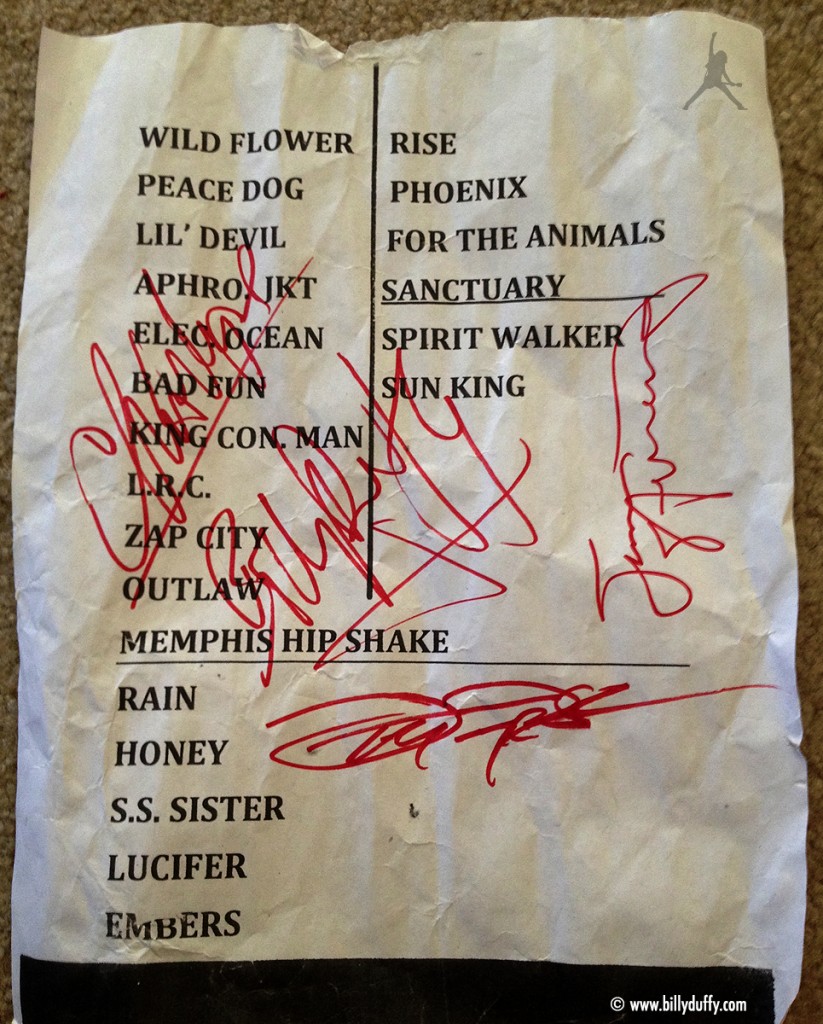 WILD FLOWER
PEACE DOG
LIL' DEVIL
APHRO. JKT
ELEC. OCEAN
BAD FUN
KING CON. MAN
L.R.C.
ZAP CITY
OUTLAW
MEMPHIS HIP SHAKE
RISE
PHOENIX
FOR THE ANIMALS
SANCTUARY
SPIRIT WALKER
SUN KING
RAIN
HONEY
S.S. SISTER
LUCIFER
EMBERS
© www.billyduffy.com